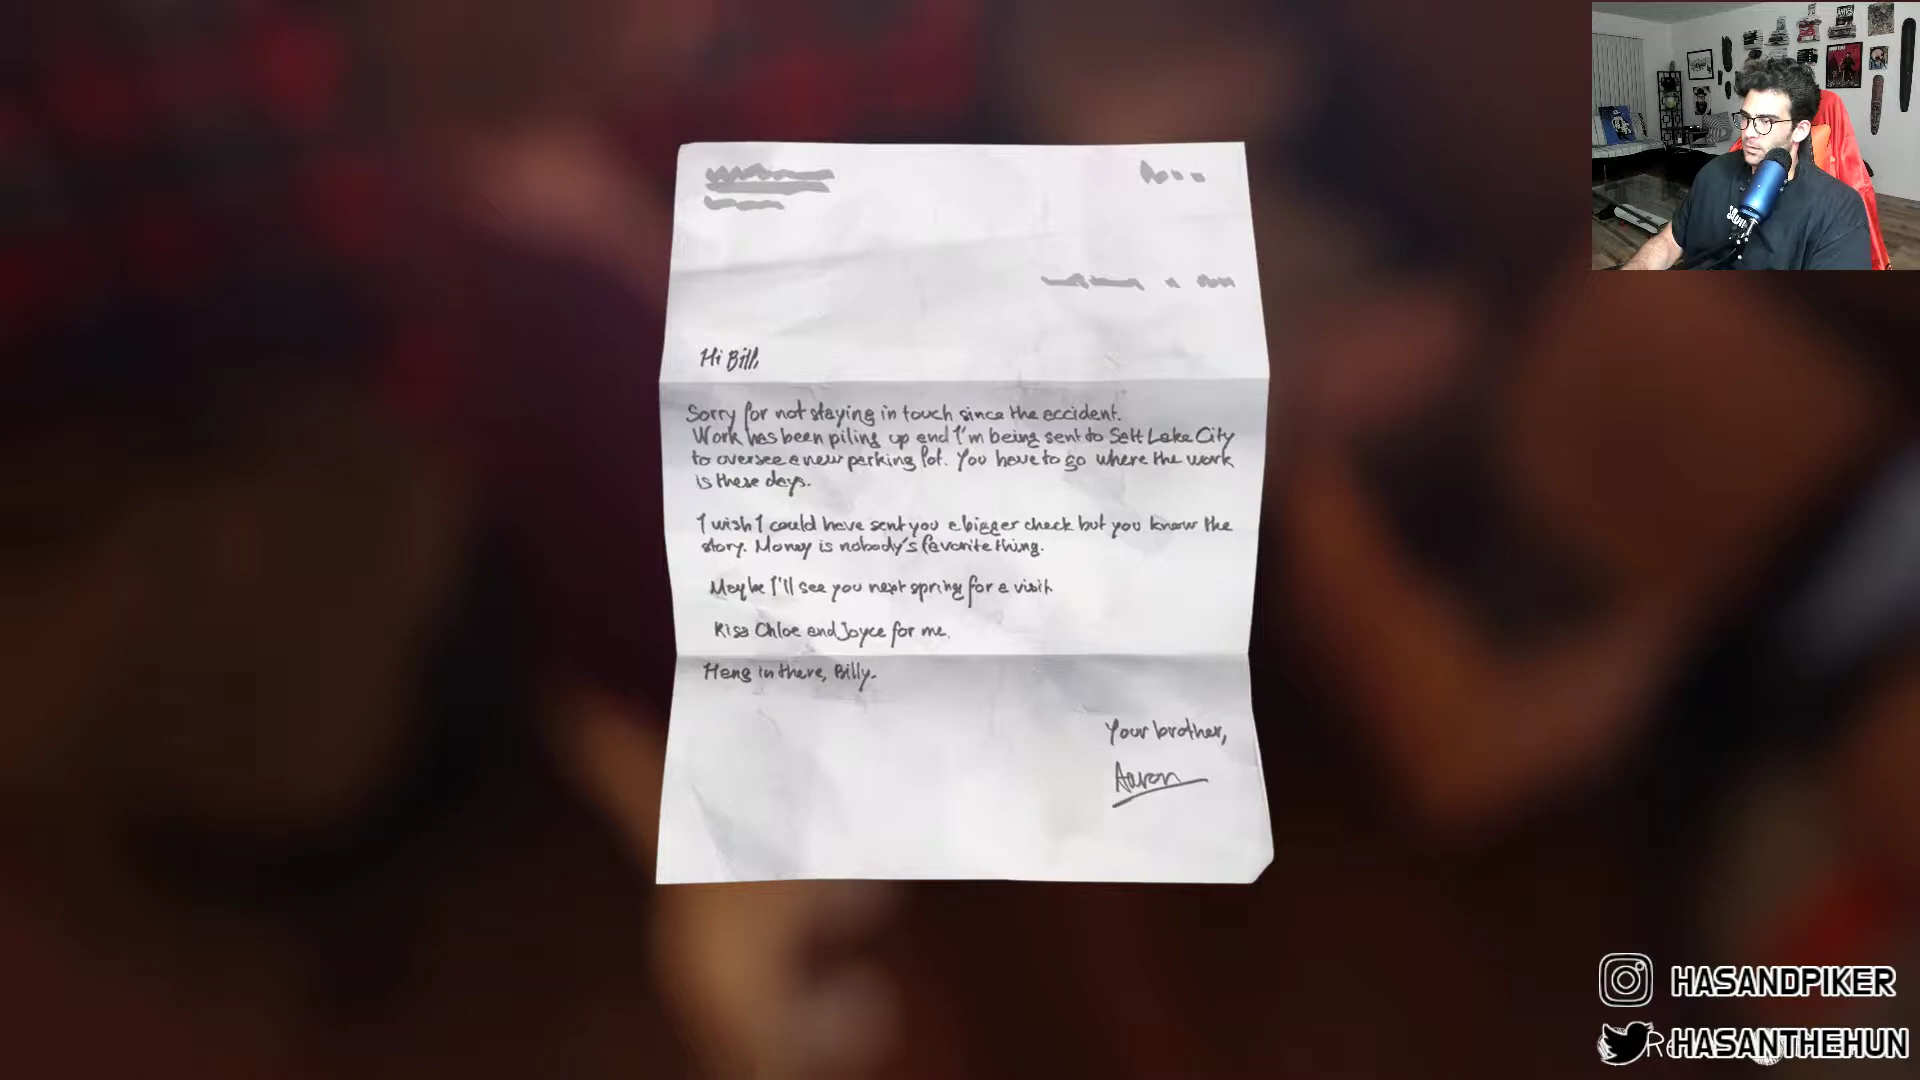 Hi Bill,
Sorry for not staying in touch since the accident.
Work has been piling up and I'm being sent to Salt Lake City
to oversee a new parking lot. You have to go where the work
is these days.
I wish I could have sent you a bigger check but you know the
story. Money is nobody's favorite thing.
Maybe I'll see you next spring for a visit.
Kiss Chloe and Joyce for me.
Hang in there, Billy.
Your brother,
Aaron
HASANDPIKER
HASANTHEHUN